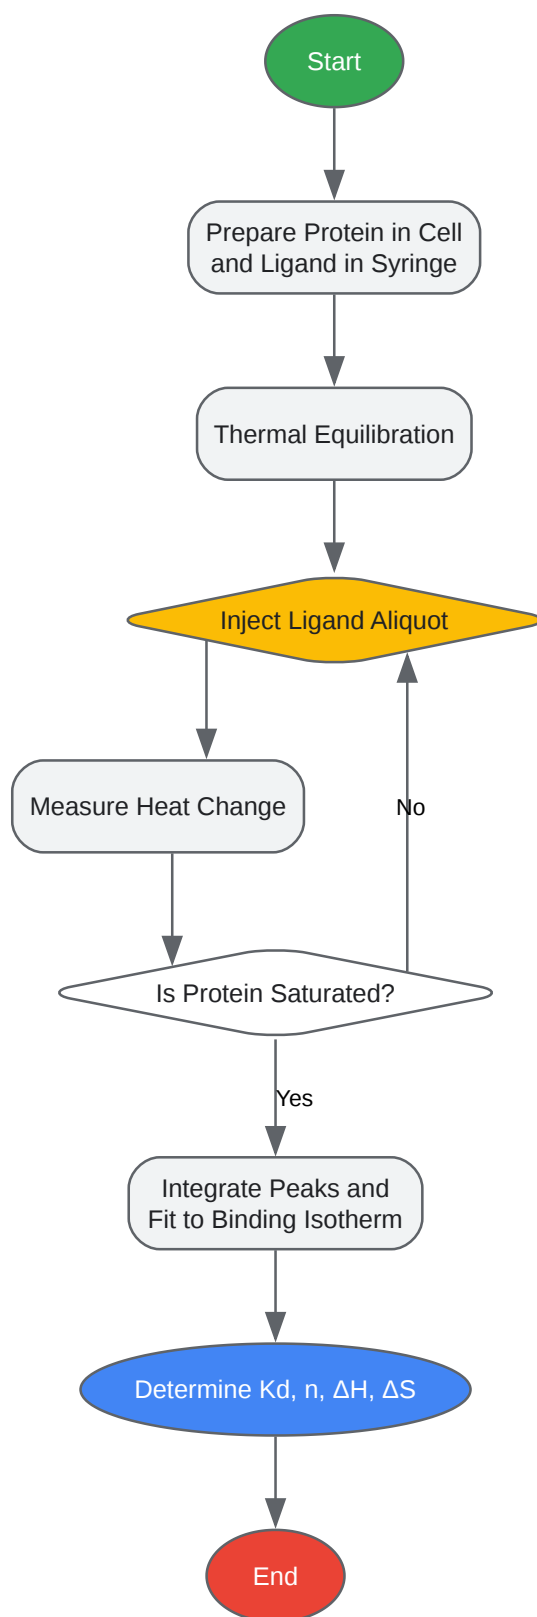 Start
Prepare Protein in Cell
and Ligand in Syringe
Thermal Equilibration
Inject Ligand Aliquot
Measure Heat Change
No
Is Protein Saturated?
Yes
Integrate Peaks and
Fit to Binding Isotherm
Determine Kd, n, ΔH, ΔS
End